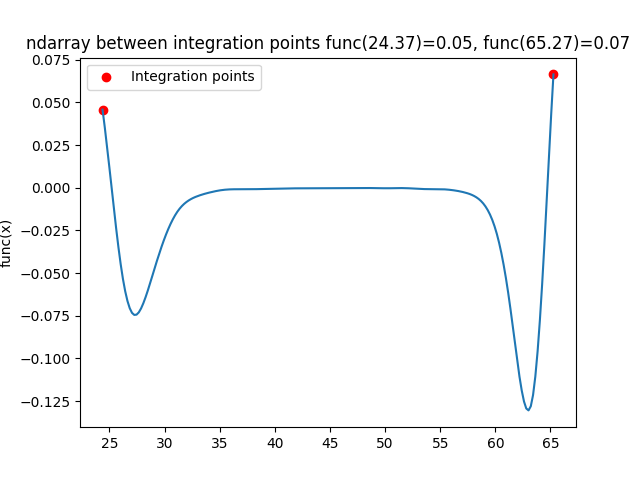 ndarray between integration points func(24.37)=0.05, func(65.27)=0.07
Integration points
func(x)
0.075
0.050
0.025
0.000
−0.025
−0.050
−0.075
−0.100
−0.125
25 30 35 40 45 50 55 60 65